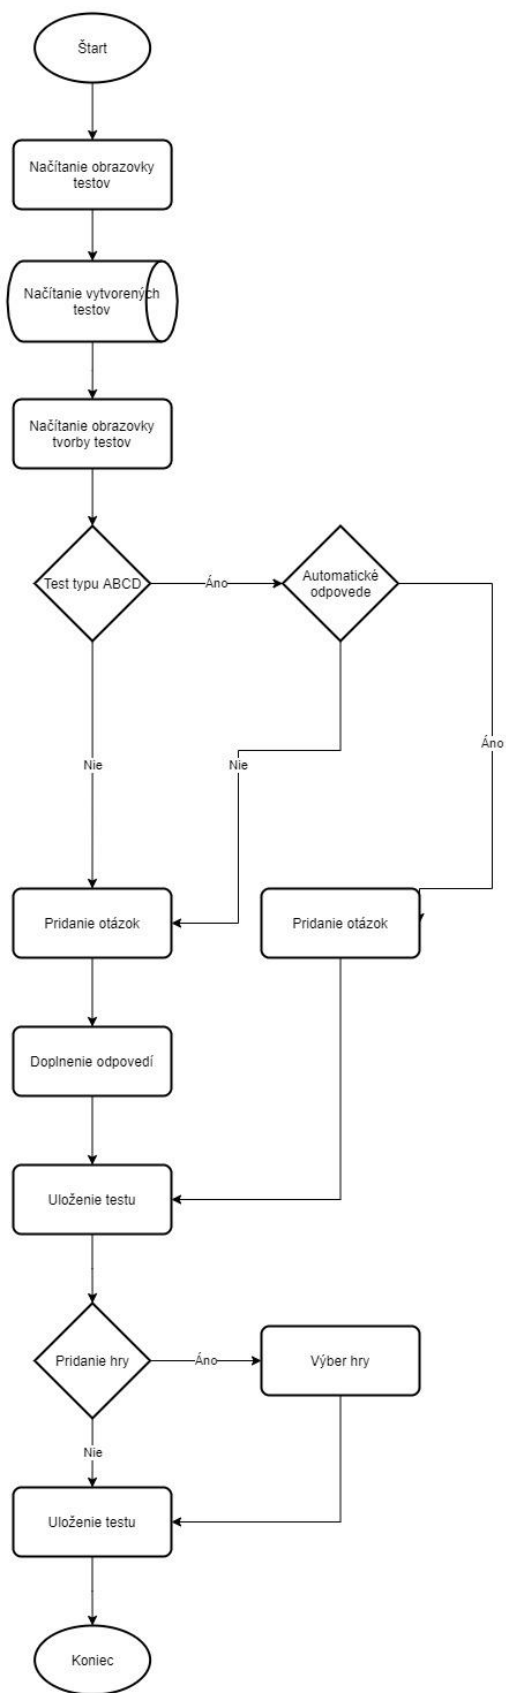 Štart
Načítanie obrazovky
testov
Načítanie vytvorených
testov
Načítanie obrazovky
tvorby testov
Test typu ABCD
Áno
Automatické
odpovede
Áno
Nie
Nie
Pridanie otázok
Pridanie otázok
Doplnenie odpovedí
Uloženie testu
Pridanie hry
Áno
Výber hry
Nie
Uloženie testu
Koniec